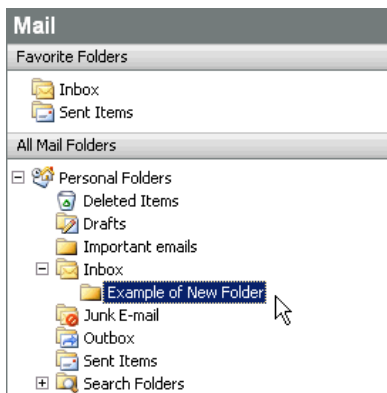 Mail
Favorite Folders
Inbox
Sent Items
All Mail Folders
Personal Folders
Deleted Items
Drafts
Important emails
Inbox
Example of New Folder
Junk E-mail
Outbox
Sent Items
Search Folders